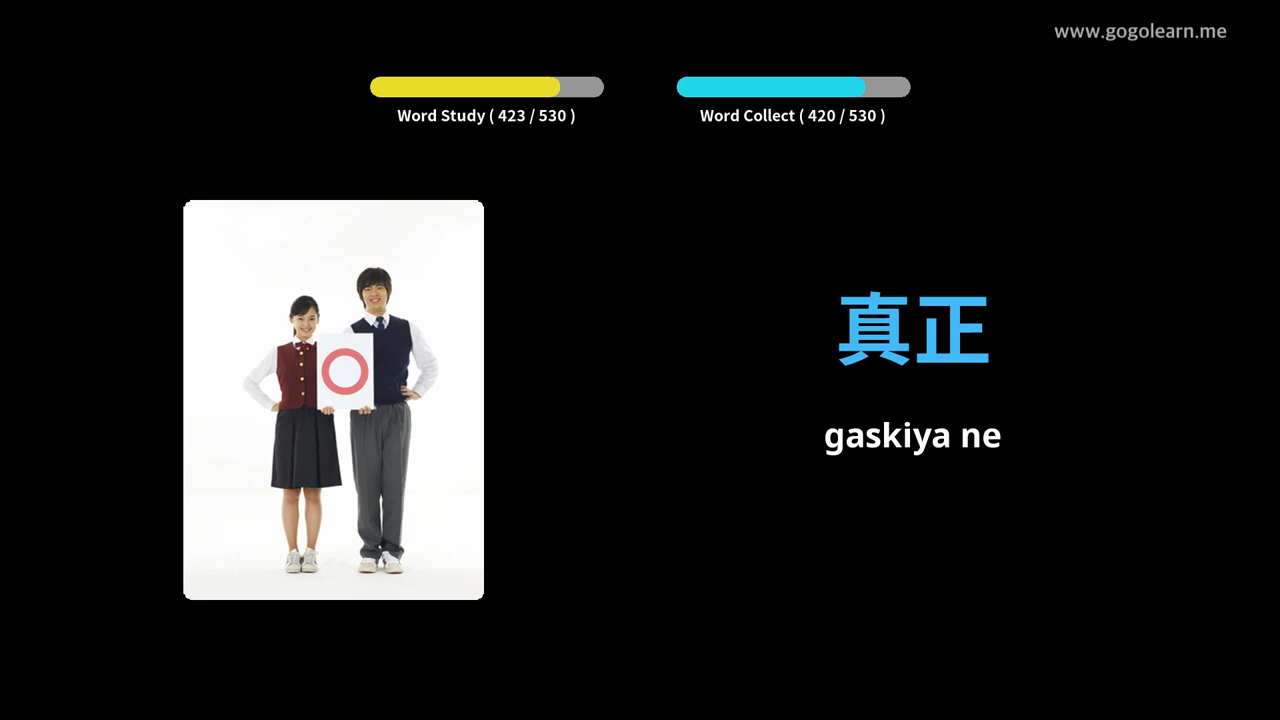 www.gogolearn.me
Word Study ( 423 / 530 )
Word Collect ( 420 / 530 )
真正
gaskiya ne